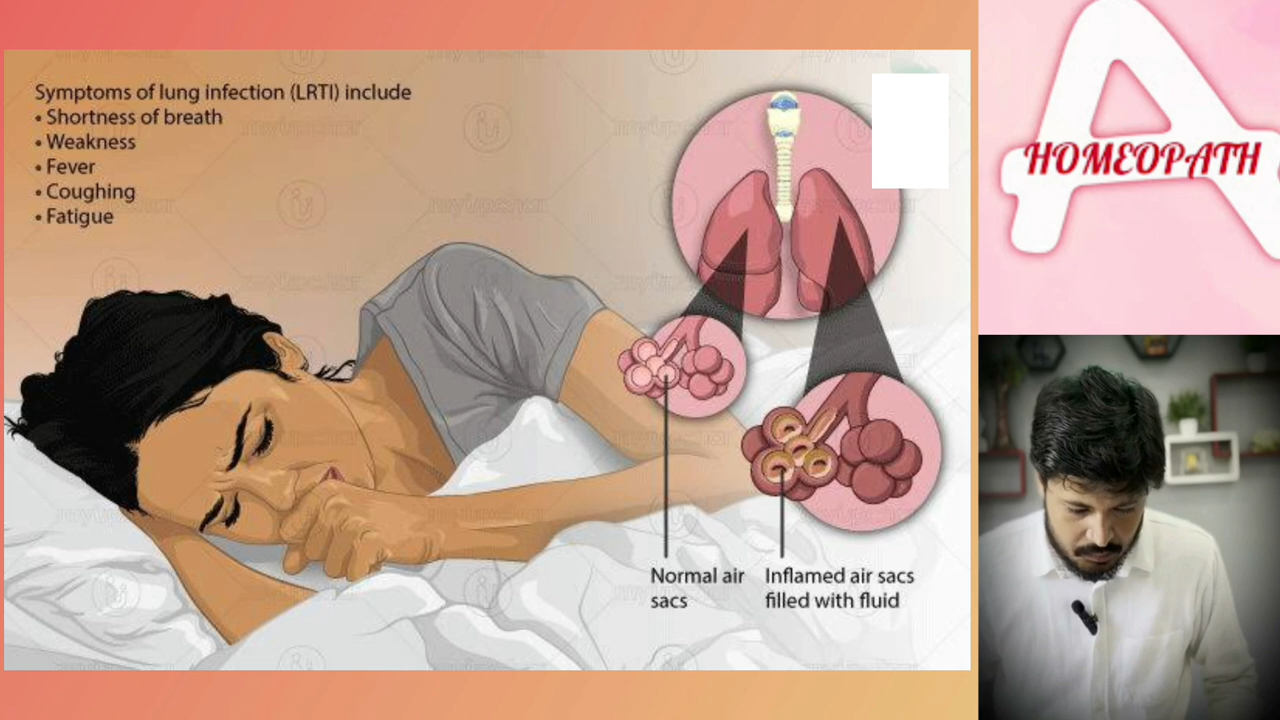 Symptoms of lung infection (LRTI) include
• Shortness of breath
• Weakness
• Fever
• Coughing
• Fatigue
Normal air
sacs
Inflamed air sacs
filled with fluid
A
HOMEOPATH